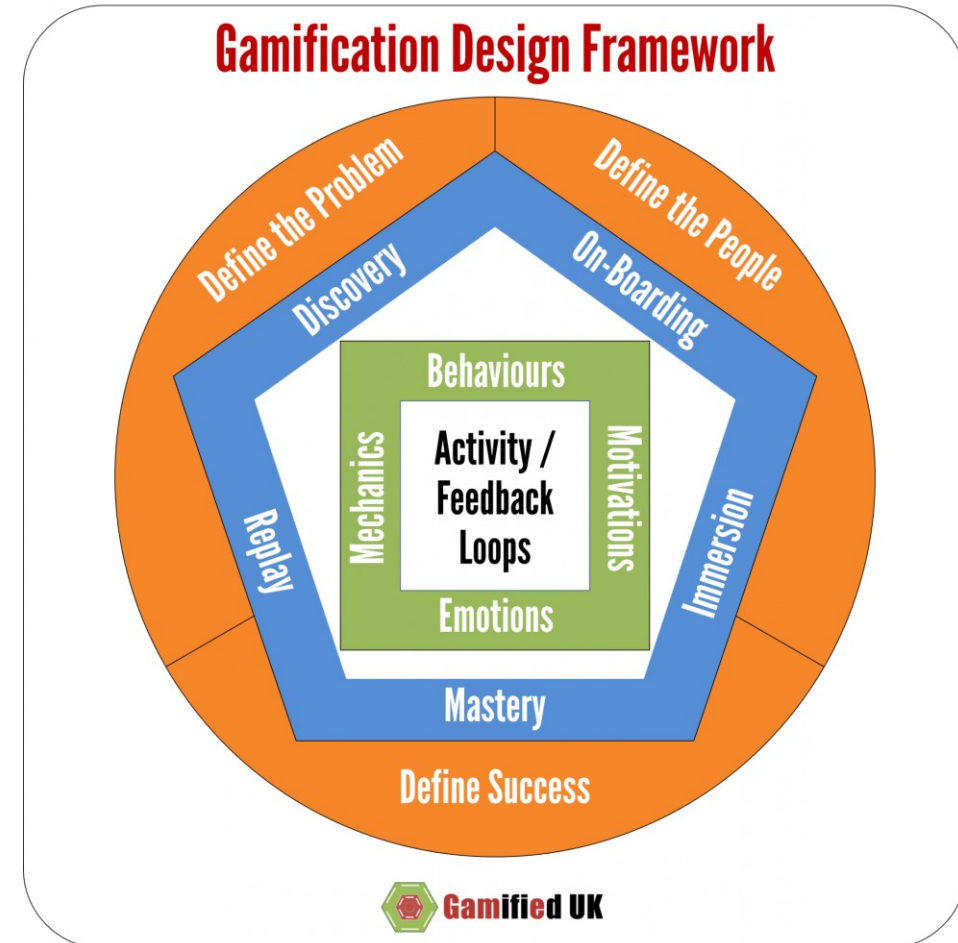 Gamification Design Framework
Define the Problem
Define the People
Discovery
On-Boarding
Behaviours
Mechanics
Activity /
Feedback
Loops
Motivations
Replay
Immersion
Emotions
Mastery
Define Success
Gamified UK